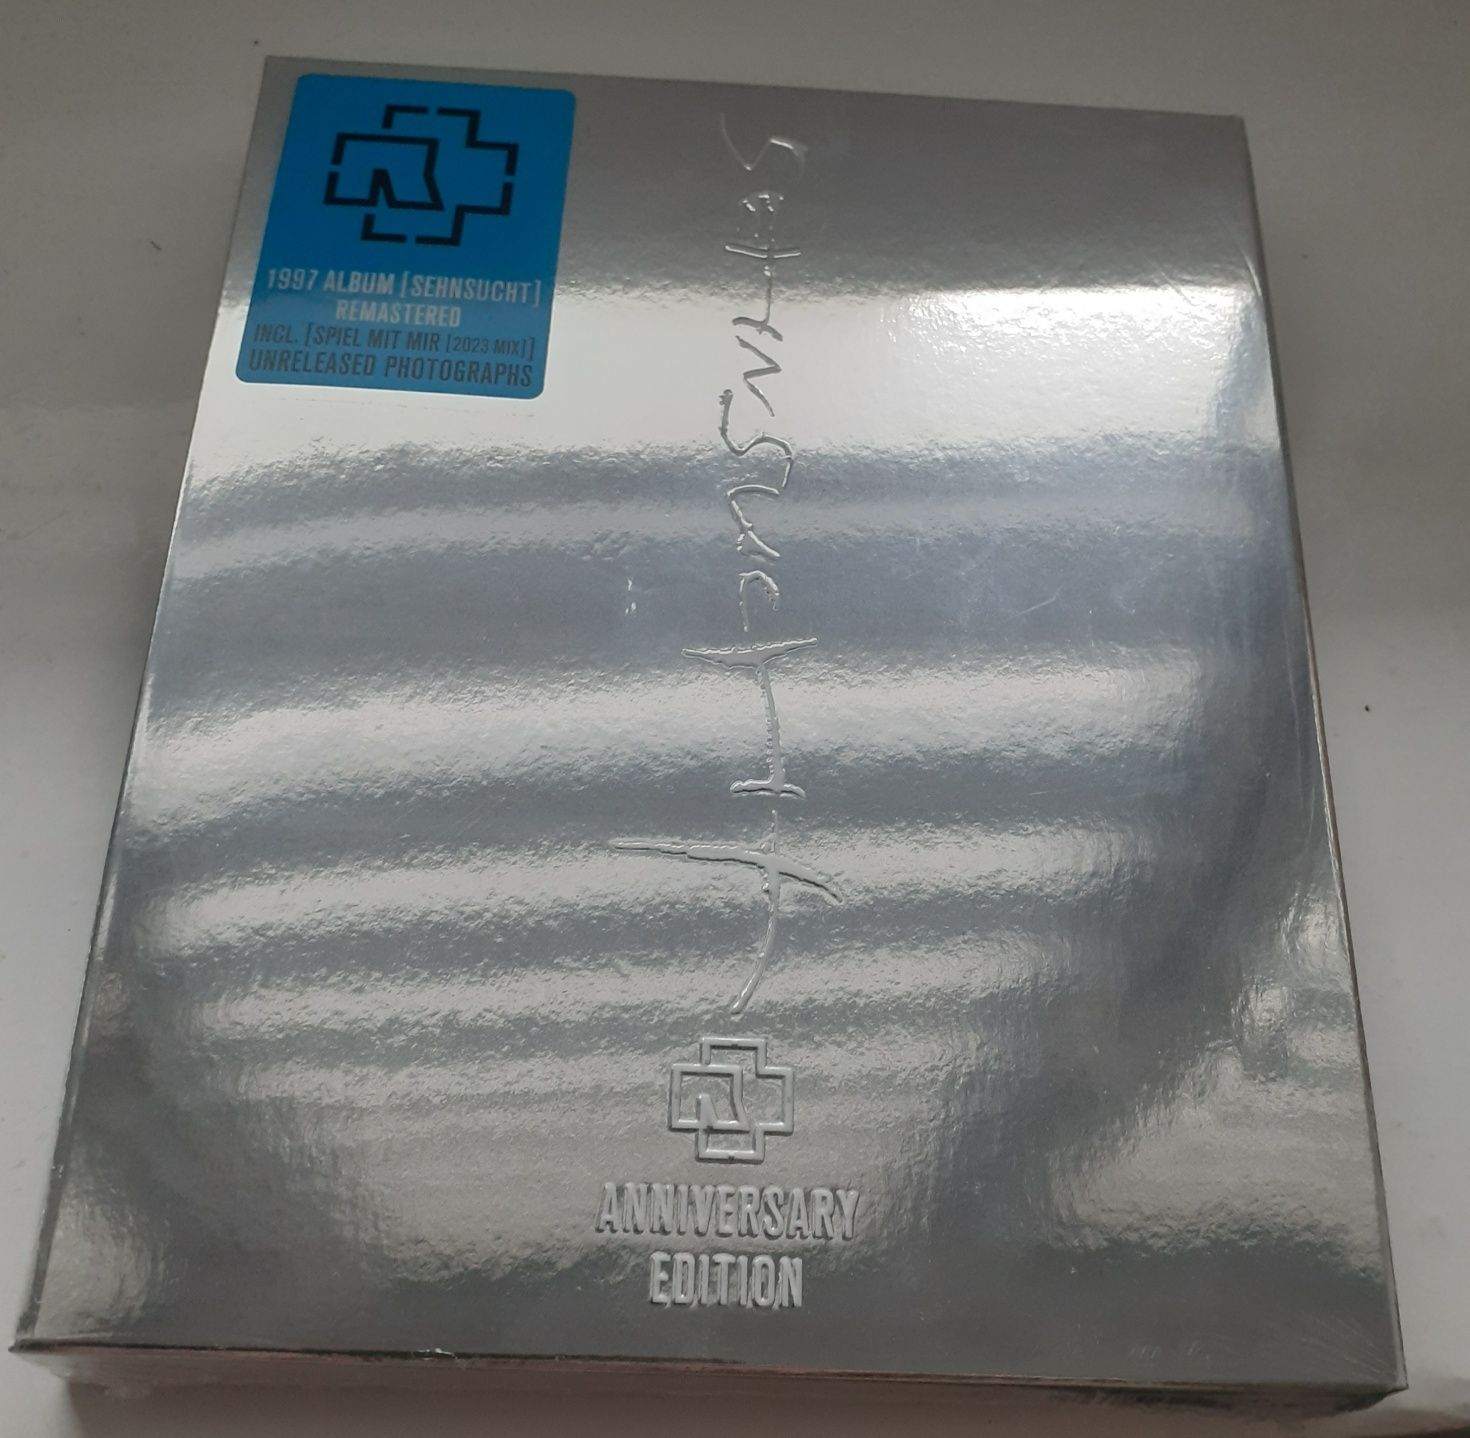 1997 ALBUM [SEHNSUCHT]
REMASTERED
INCL. [SPIEL MIT MIR [2023 MIX]]
UNRELEASED PHOTOGRAPHS
SEHNSUCHT
ANNIVERSARY
EDITION